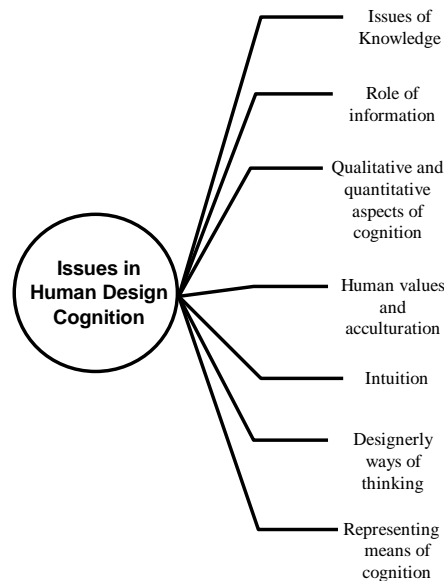 Issues of
Knowledge
Role of
information
Qualitative and
quantitative
aspects of
cognition
Issues in
Human Design
Cognition
Human values
and
acculturation
Intuition
Designerly
ways of
thinking
Representing
means of
cognition